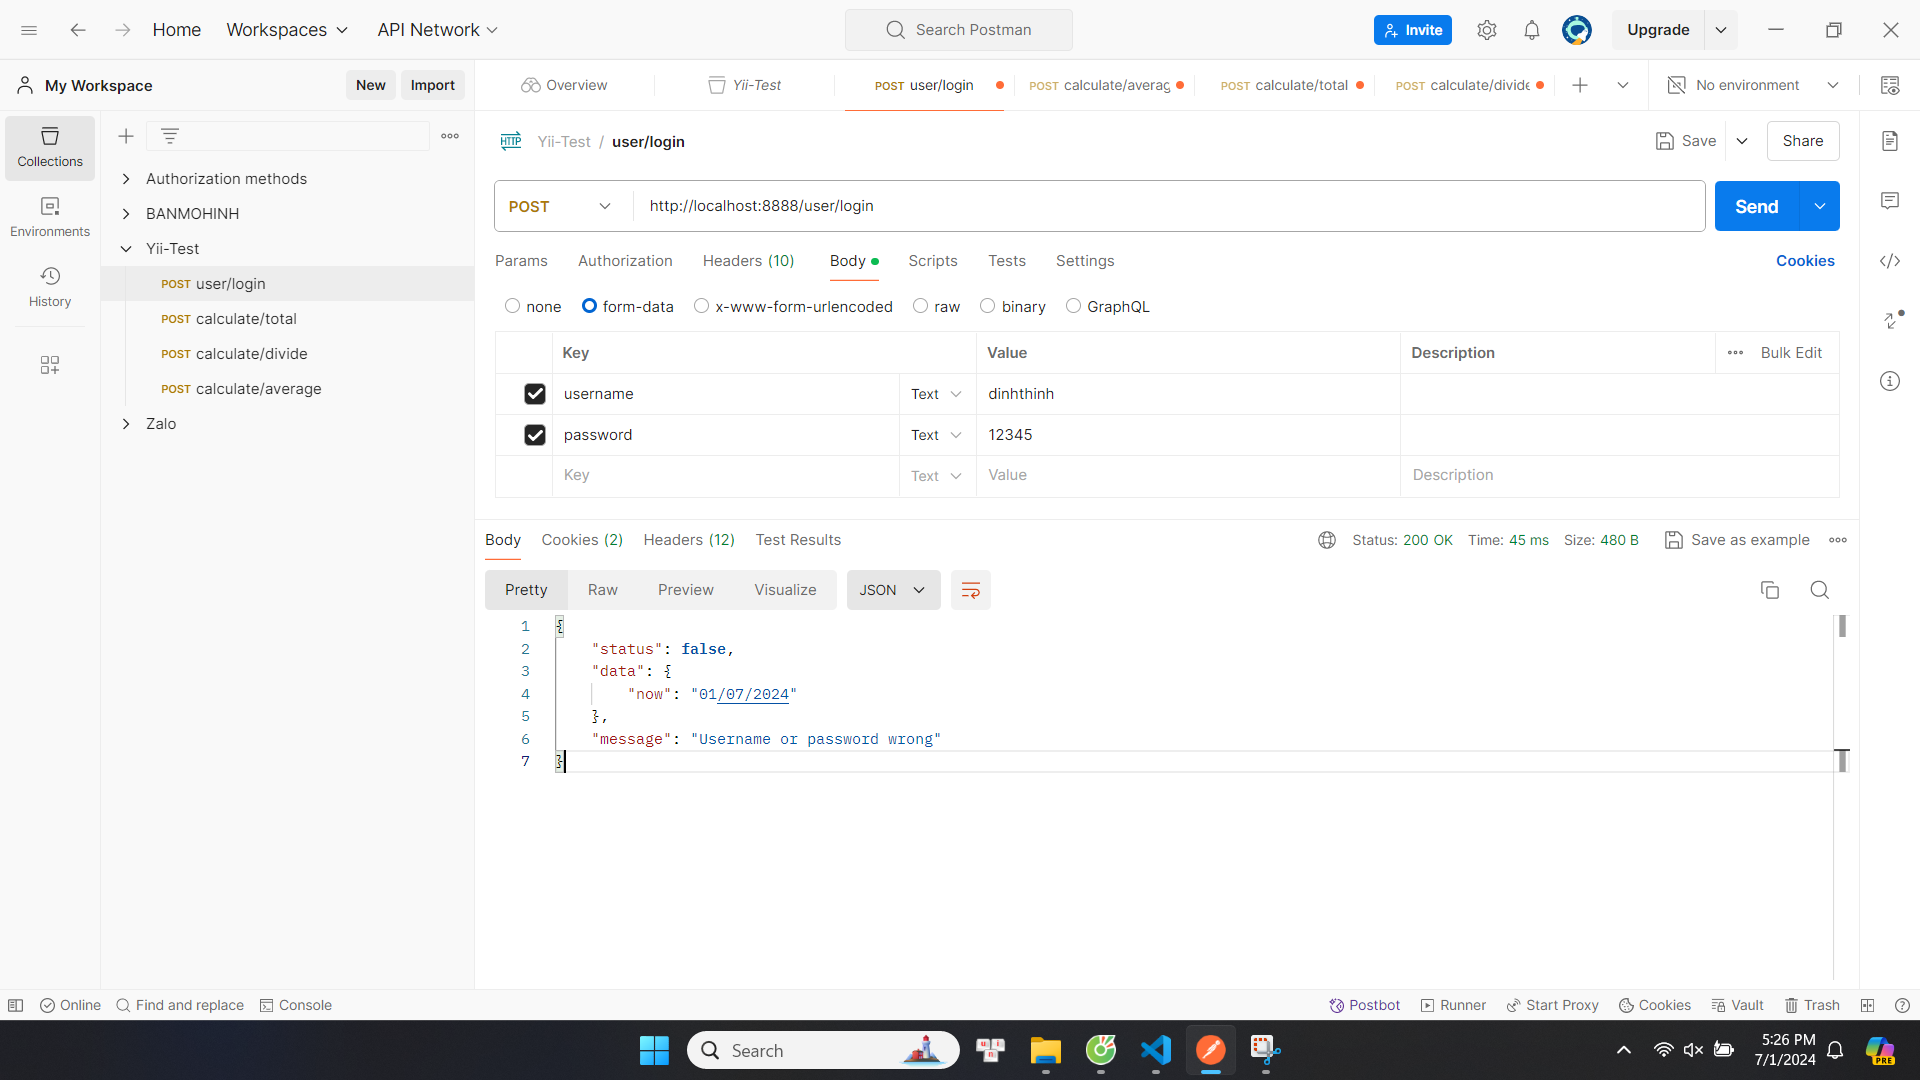 Home
Workspaces
API Network
Search Postman
Invite
Upgrade
My Workspace
New
Import
Overview
Yii-Test
POST user/login
POST calculate/averag
POST calculate/total
POST calculate/divide
No environment
Collections
Environments
History
Authorization methods
BANMOHINH
Yii-Test
POST user/login
POST calculate/total
POST calculate/divide
POST calculate/average
Zalo
HTTP
Yii-Test / user/login
Save
Share
POST
http://localhost:8888/user/login
Send
Params
Authorization
Headers (10)
Body
Scripts
Tests
Settings
Cookies
none
form-data
x-www-form-urlencoded
raw
binary
GraphQL
Key
Value
Description
Bulk Edit
username
Text
dinhthinh
password
Text
12345
Key
Text
Value
Description
Body
Cookies (2)
Headers (12)
Test Results
Status: 200 OK
Time: 45 ms
Size: 480 B
Save as example
Pretty
Raw
Preview
Visualize
JSON
1 {
2 "status": false,
3 "data": {
4 "now": "01/07/2024"
5 },
6 "message": "Username or password wrong"
7 }
Online
Find and replace
Console
Postbot
Runner
Start Proxy
Cookies
Vault
Trash
Search
5:26 PM
7/1/2024
PRE